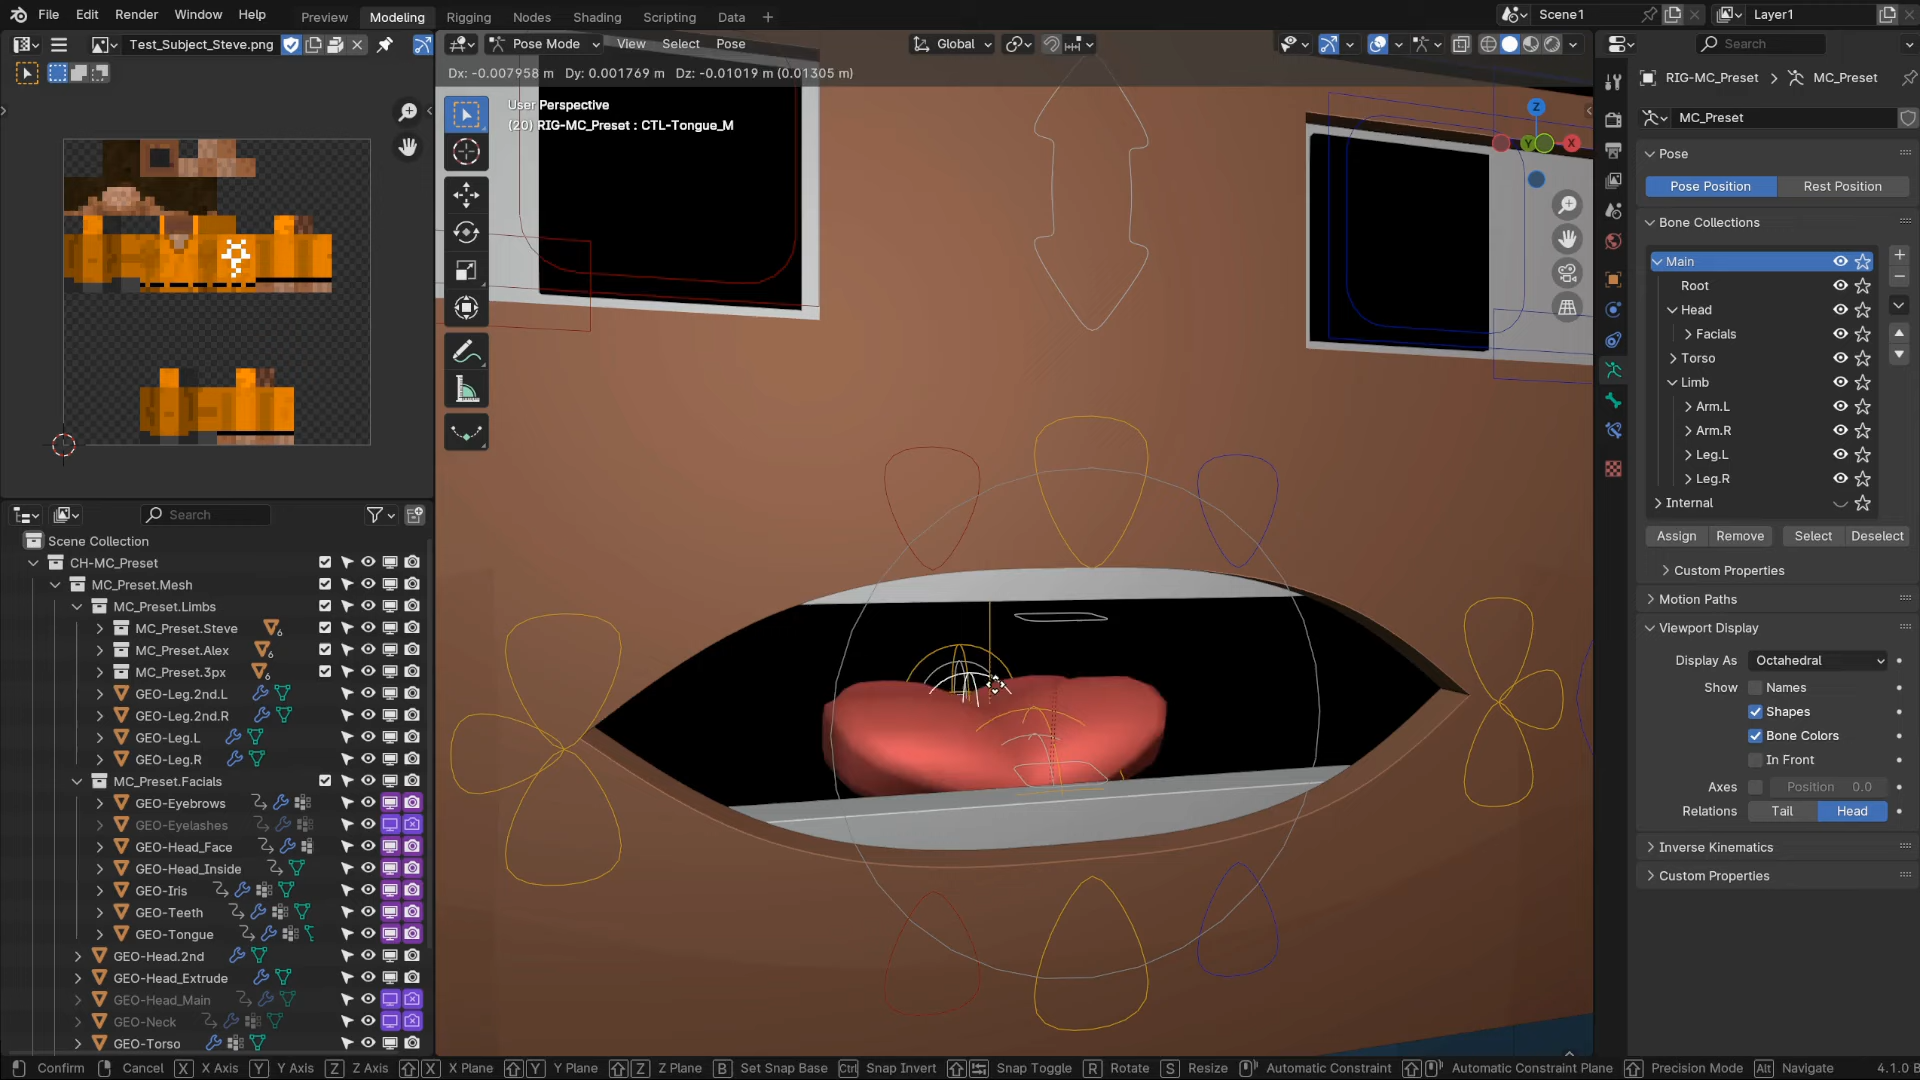 File Edit Render Window Help Preview Modeling Rigging Nodes Shading Scripting Data + Scene1 Layer1
Test_Subject_Steve.png
Pose Mode View Select Pose Global
Search
Dx: -0.007958 m Dy: 0.001769 m Dz: -0.01019 m (0.01305 m)
User Perspective
(20) RIG-MC_Preset : CTL-Tongue_M
Z
Y
X
RIG-MC_Preset > MC_Preset
MC_Preset
Pose
Pose Position Rest Position
Bone Collections
Main
Root
Head
Facials
Torso
Limb
Arm.L
Arm.R
Leg.L
Leg.R
Internal
Assign Remove Select Deselect
Custom Properties
Motion Paths
Viewport Display
Display As Octahedral
Show Names
Shapes
Bone Colors
In Front
Axes Position 0.0
Relations Tail Head
Inverse Kinematics
Custom Properties
Search
Scene Collection
CH-MC_Preset
MC_Preset.Mesh
MC_Preset.Limbs
MC_Preset.Steve 6
MC_Preset.Alex 6
MC_Preset.3px 6
GEO-Leg.2nd.L
GEO-Leg.2nd.R
GEO-Leg.L
GEO-Leg.R
MC_Preset.Facials
GEO-Eyebrows
GEO-Eyelashes
GEO-Head_Face
GEO-Head_Inside
GEO-Iris
GEO-Teeth
GEO-Tongue
GEO-Head.2nd
GEO-Head_Extrude
GEO-Head_Main
GEO-Neck
GEO-Torso
Confirm Cancel X X Axis Y Y Axis Z Z Axis X X Plane Y Y Plane Z Z Plane B Set Snap Base Ctrl Snap Invert Snap Toggle R Rotate S Resize Automatic Constraint Automatic Constraint Plane Precision Mode Alt Navigate 4.1.0 B